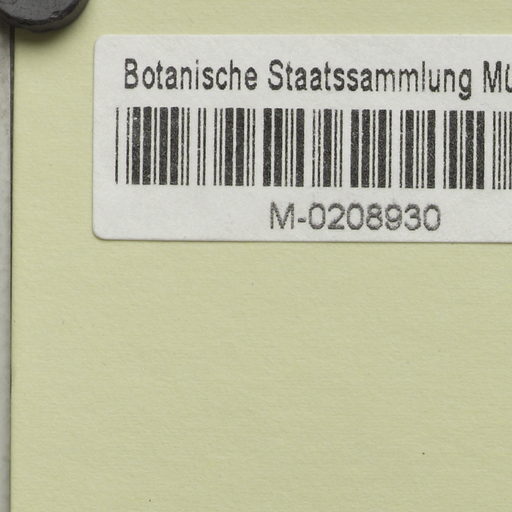 Botanische Staatssammlung Mü
M-0208930